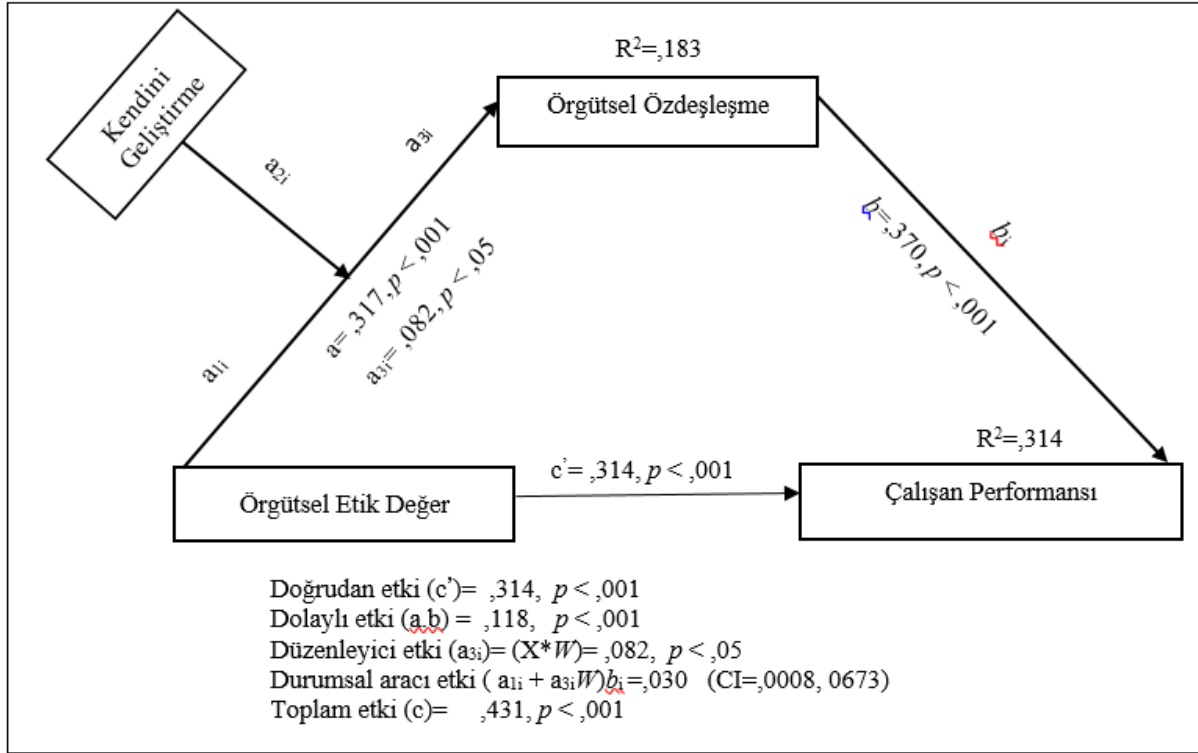 R²=,183
Örgütsel Özdeşleşme
Kendini
Geliştirme
a3i
a2i
a= ,317, p < ,001
a3i= ,082, p < ,05
b=,370, p < ,001
bi
a1i
R²=,314
c'= ,314, p < ,001
Örgütsel Etik Değer
Çalışan Performansı
Doğrudan etki (c')= ,314, p < ,001
Dolaylı etki (a.b) = ,118, p < ,001
Düzenleyici etki (a3i)= (X*W)= ,082, p < ,05
Durumsal aracı etki ( a1i + a3iW)bi =,030 (CI=,0008, 0673)
Toplam etki (c)= ,431, p < ,001